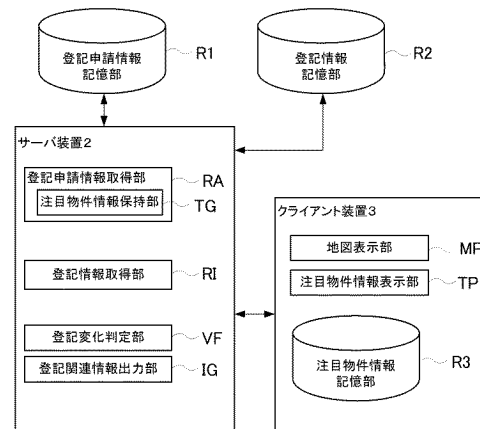 登記申請情報
記憶部
R1
登記情報
記憶部
R2
サーバ装置2
登記申請情報取得部
RA
注目物件情報保持部
TG
登記情報取得部
RI
登記変化判定部
VF
登記関連情報出力部
IG
クライアント装置3
地図表示部
MP
注目物件情報表示部
TP
注目物件情報
記憶部
R3